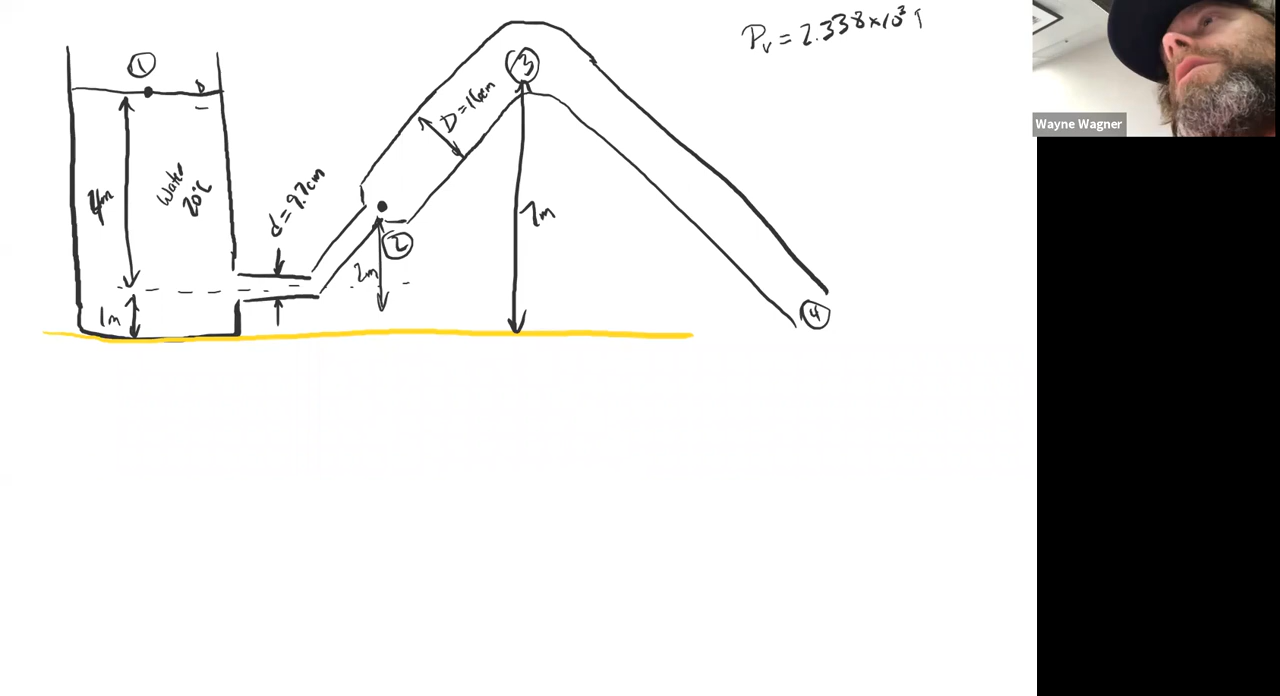 ①
4m
Water
20°C
1m
d = 9.7cm
②
2m
D=16cm
③
7m
④
Pv = 2.338×10³
Wayne Wagner